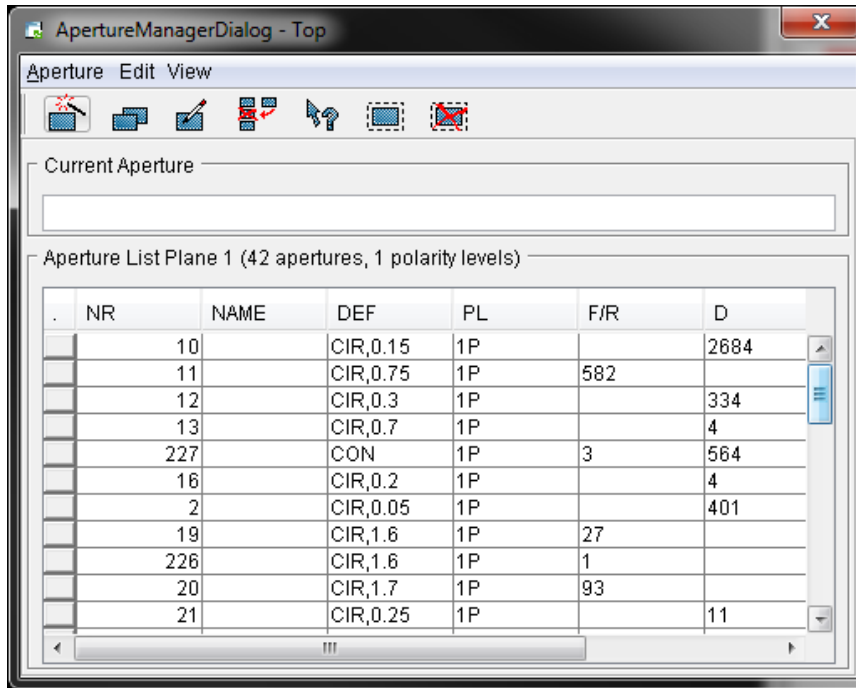 ApertureManagerDialog - Top
Aperture Edit View
Current Aperture
Aperture List Plane 1 (42 apertures, 1 polarity levels)
. NR NAME DEF PL F/R D
10 CIR,0.15 1P 2684
11 CIR,0.75 1P 582
12 CIR,0.3 1P 334
13 CIR,0.7 1P 4
227 CON 1P 3 564
16 CIR,0.2 1P 4
2 CIR,0.05 1P 401
19 CIR,1.6 1P 27
226 CIR,1.6 1P 1
20 CIR,1.7 1P 93
21 CIR,0.25 1P 11